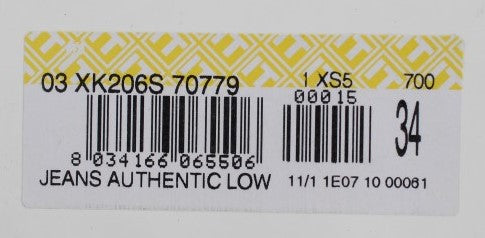 03 XK206S 70779 1 XS5 700
00015
34
8 034166 065506
JEANS AUTHENTIC LOW 11/1 1E07 10 00061